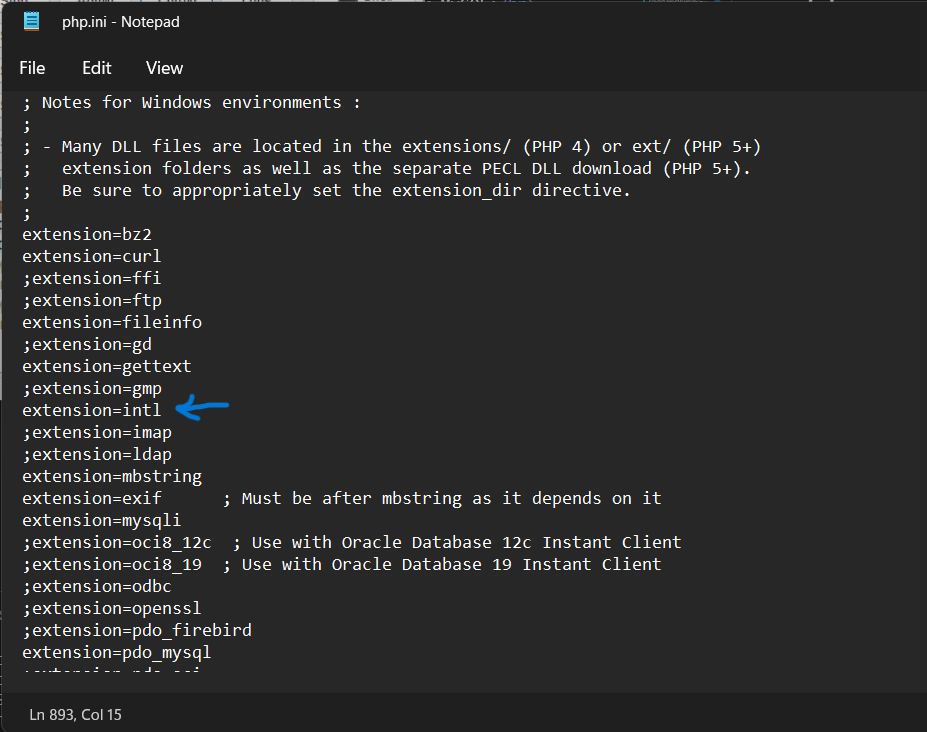 php.ini - Notepad
File Edit View
; Notes for Windows environments :
;
; - Many DLL files are located in the extensions/ (PHP 4) or ext/ (PHP 5+)
;   extension folders as well as the separate PECL DLL download (PHP 5+).
;   Be sure to appropriately set the extension_dir directive.
;
extension=bz2
extension=curl
;extension=ffi
;extension=ftp
extension=fileinfo
;extension=gd
extension=gettext
;extension=gmp
extension=intl
;extension=imap
;extension=ldap
extension=mbstring
extension=exif      ; Must be after mbstring as it depends on it
extension=mysqli
;extension=oci8_12c  ; Use with Oracle Database 12c Instant Client
;extension=oci8_19  ; Use with Oracle Database 19 Instant Client
;extension=odbc
;extension=openssl
;extension=pdo_firebird
extension=pdo_mysql
Ln 893, Col 15